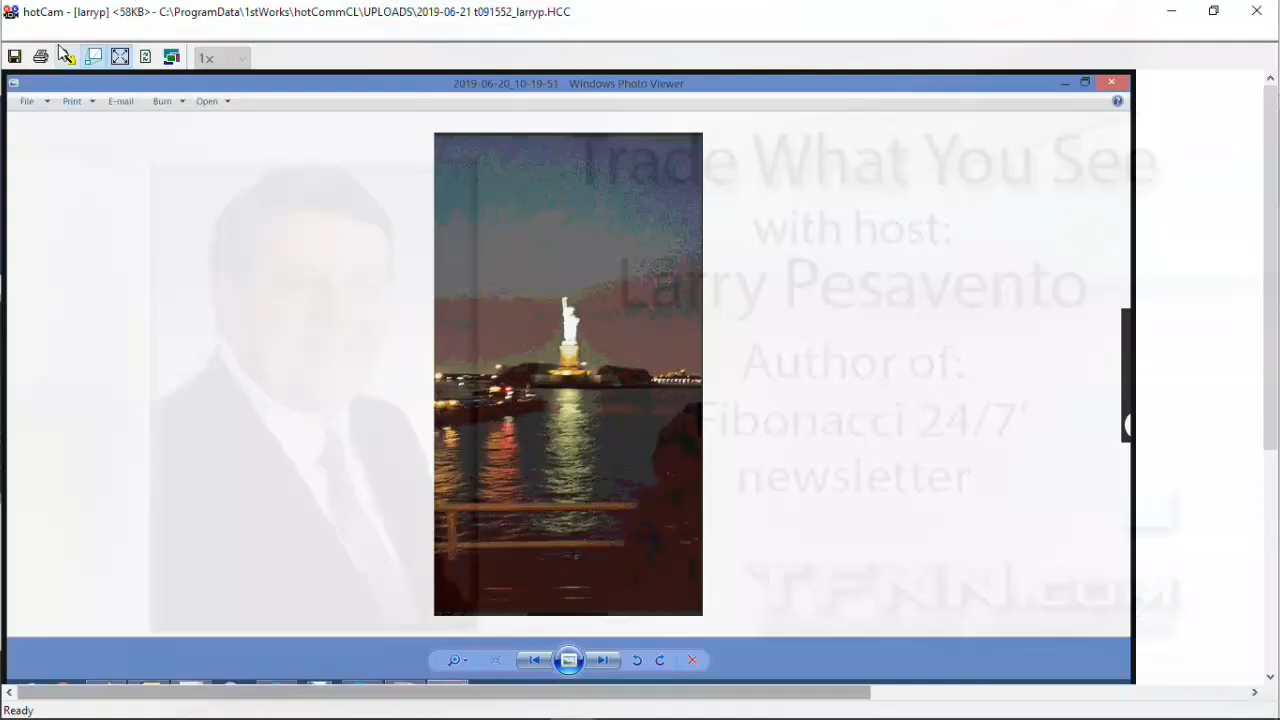 hotCam - [larryp] <58KB>- C:\ProgramData\1stWorks\hotCommCL\UPLOADS\2019-06-21 t091552_larryp.HCC
1x
2019-06-20_10-19-51 Windows Photo Viewer
File Print E-mail Burn Open
Trade What You See
with host:
Larry Pesavento
Author of:
Fibonacci 24/7'
newsletter
TFNN.COM
Ready